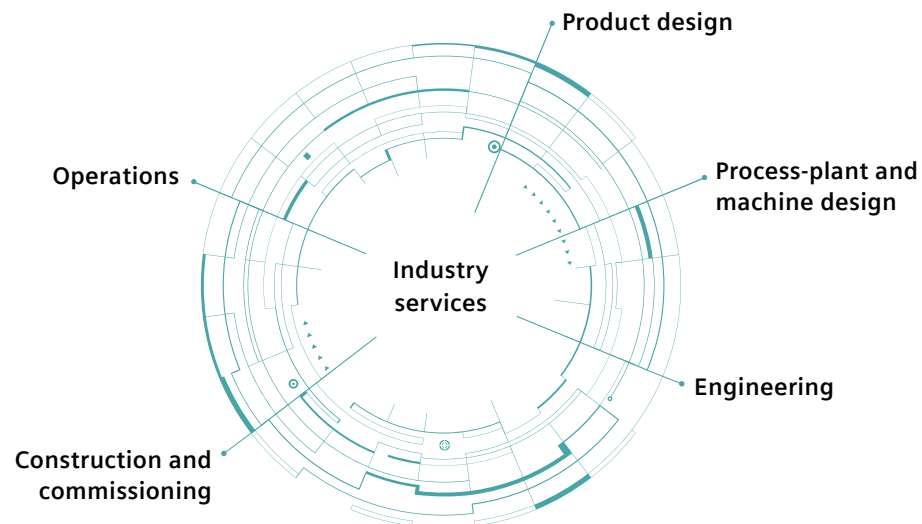 Product design
Process-plant and
machine design
Operations
Industry
services
Engineering
Construction and
commissioning